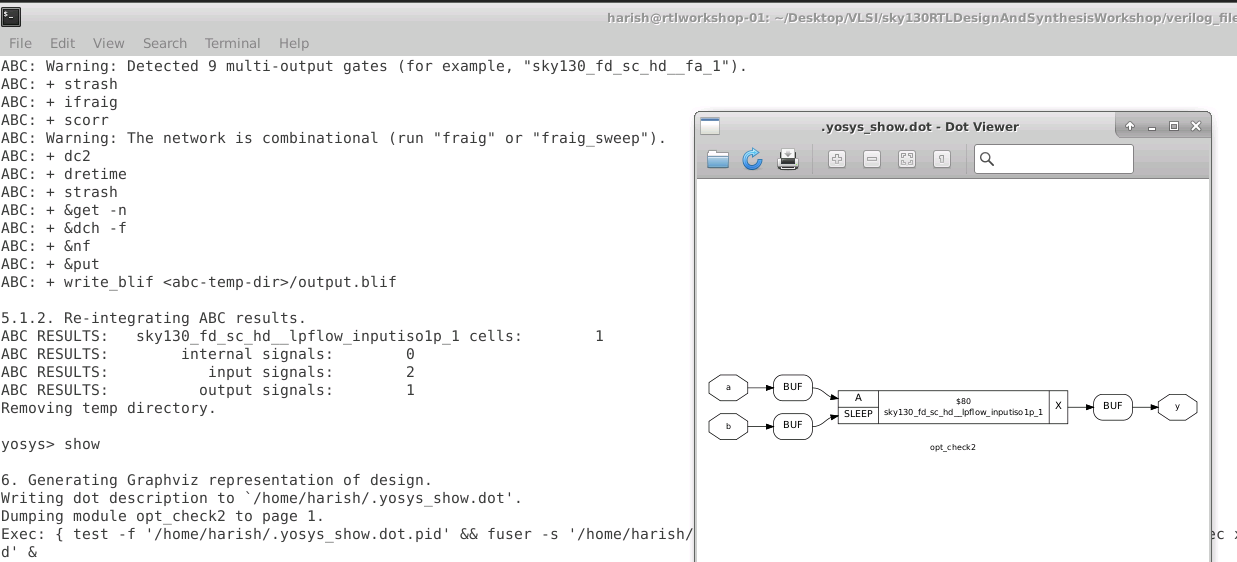 harish@rtlworkshop-01: ~/Desktop/VLSI/sky130RTLDesignAndSynthesisWorkshop/verilog_file
File Edit View Search Terminal Help
ABC: Warning: Detected 9 multi-output gates (for example, "sky130_fd_sc_hd__fa_1").
ABC: + strash
ABC: + ifraig
ABC: + scorr
ABC: Warning: The network is combinational (run "fraig" or "fraig_sweep").
ABC: + dc2
ABC: + dretime
ABC: + strash
ABC: + &get -n
ABC: + &dch -f
ABC: + &nf
ABC: + &put
ABC: + write_blif <abc-temp-dir>/output.blif
5.1.2. Re-integrating ABC results.
ABC RESULTS: sky130_fd_sc_hd__lpflow_inputiso1p_1 cells: 1
ABC RESULTS: internal signals: 0
ABC RESULTS: input signals: 2
ABC RESULTS: output signals: 1
Removing temp directory.
yosys> show
6. Generating Graphviz representation of design.
Writing dot description to `/home/harish/.yosys_show.dot'.
Dumping module opt_check2 to page 1.
Exec: { test -f '/home/harish/.yosys_show.dot.pid' && fuser -s '/home/harish/
ec x
d' &
.yosys_show.dot - Dot Viewer
a BUF
b BUF
A
SLEEP
$80
sky130_fd_sc_hd__lpflow_inputiso1p_1
X
BUF
y
opt_check2